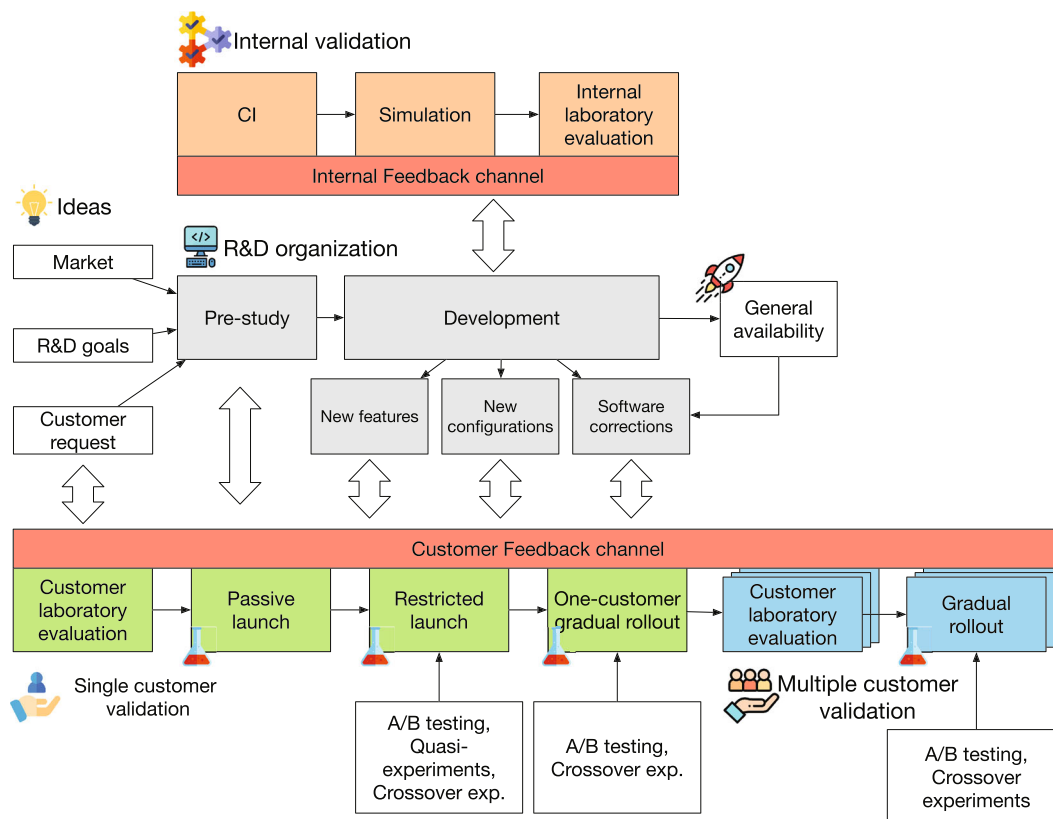 Internal validation
CI
Simulation
Internal
laboratory
evaluation
Internal Feedback channel
Ideas
Market
R&D goals
Customer
request
</>
R&D organization
Pre-study
Development
General
availability
New features
New
configurations
Software
corrections
Customer Feedback channel
Customer
laboratory
evaluation
Passive
launch
Restricted
launch
One-customer
gradual rollout
Customer
laboratory
evaluation
Gradual
rollout
Single customer
validation
Multiple customer
validation
A/B testing,
Quasi-
experiments,
Crossover exp.
A/B testing,
Crossover exp.
A/B testing,
Crossover
experiments